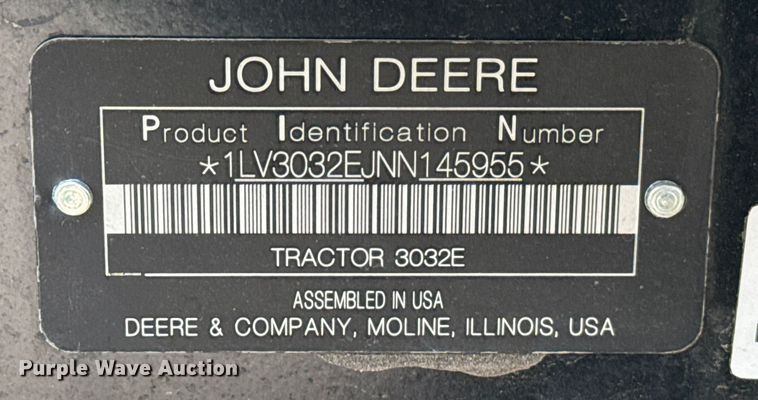 JOHN DEERE
Product Identification Number
*1LV3032EJNN145955*
TRACTOR 3032E
ASSEMBLED IN USA
DEERE & COMPANY, MOLINE, ILLINOIS, USA
Purple Wave Auction